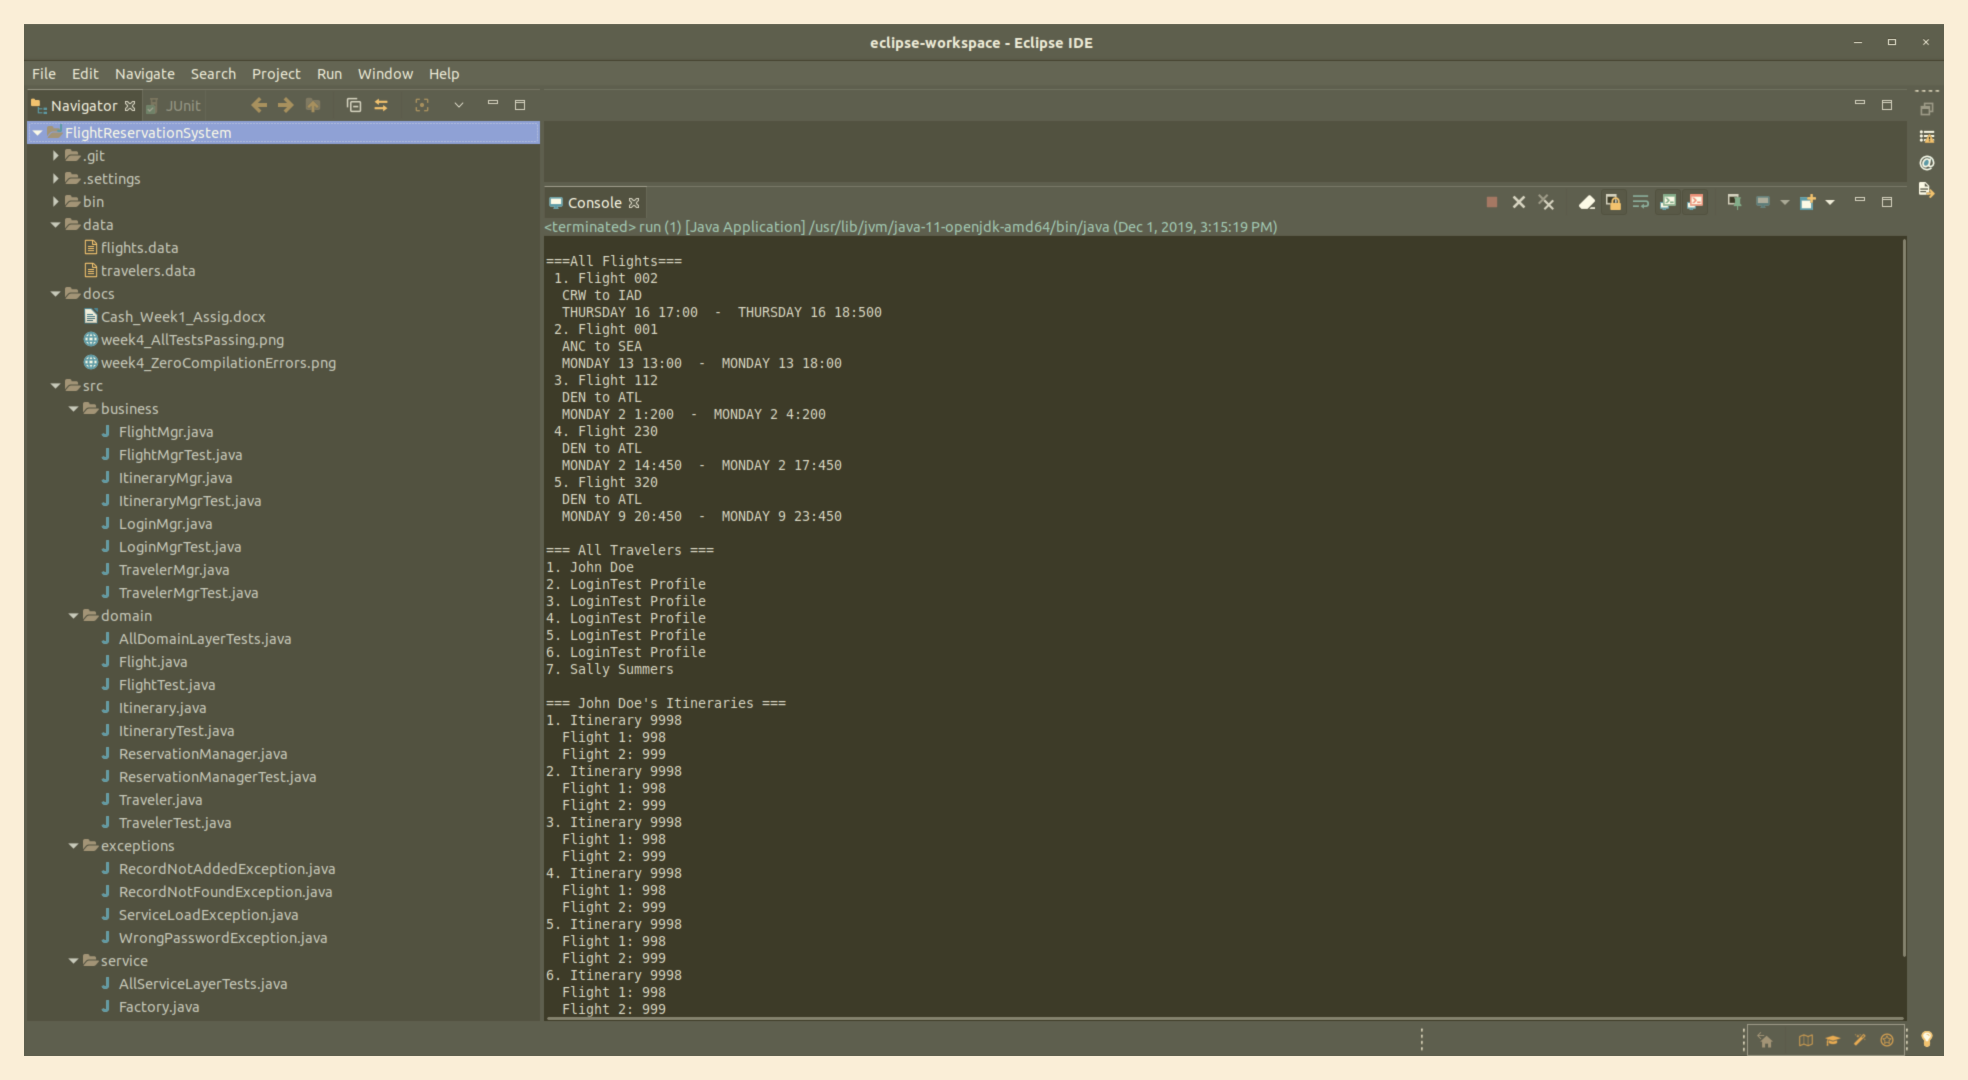 eclipse-workspace - Eclipse IDE
File Edit Navigate Search Project Run Window Help
Navigator JUnit
FlightReservationSystem
.git
.settings
bin
data
flights.data
travelers.data
docs
Cash_Week1_Assig.docx
week4_AllTestsPassing.png
week4_ZeroCompilationErrors.png
src
business
FlightMgr.java
FlightMgrTest.java
ItineraryMgr.java
ItineraryMgrTest.java
LoginMgr.java
LoginMgrTest.java
TravelerMgr.java
TravelerMgrTest.java
domain
AllDomainLayerTests.java
Flight.java
FlightTest.java
Itinerary.java
ItineraryTest.java
ReservationManager.java
ReservationManagerTest.java
Traveler.java
TravelerTest.java
exceptions
RecordNotAddedException.java
RecordNotFoundException.java
ServiceLoadException.java
WrongPasswordException.java
service
AllServiceLayerTests.java
Factory.java
Console
<terminated> run (1) [Java Application] /usr/lib/jvm/java-11-openjdk-amd64/bin/java (Dec 1, 2019, 3:15:19 PM)
===All Flights===
1. Flight 002
CRW to IAD
THURSDAY 16 17:00 - THURSDAY 16 18:500
2. Flight 001
ANC to SEA
MONDAY 13 13:00 - MONDAY 13 18:00
3. Flight 112
DEN to ATL
MONDAY 2 1:200 - MONDAY 2 4:200
4. Flight 230
DEN to ATL
MONDAY 2 14:450 - MONDAY 2 17:450
5. Flight 320
DEN to ATL
MONDAY 9 20:450 - MONDAY 9 23:450
=== All Travelers ===
1. John Doe
2. LoginTest Profile
3. LoginTest Profile
4. LoginTest Profile
5. LoginTest Profile
6. LoginTest Profile
7. Sally Summers
=== John Doe's Itineraries ===
1. Itinerary 9998
Flight 1: 998
Flight 2: 999
2. Itinerary 9998
Flight 1: 998
Flight 2: 999
3. Itinerary 9998
Flight 1: 998
Flight 2: 999
4. Itinerary 9998
Flight 1: 998
Flight 2: 999
5. Itinerary 9998
Flight 1: 998
Flight 2: 999
6. Itinerary 9998
Flight 1: 998
Flight 2: 999